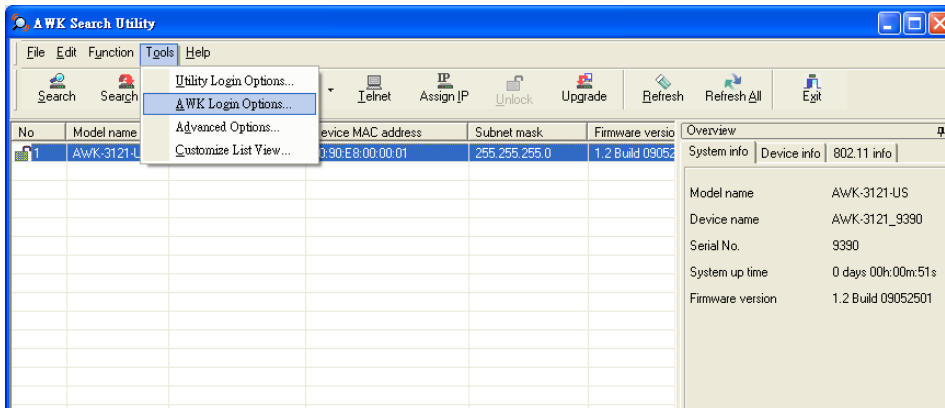 AWK Search Utility
File Edit Function Tools Help
Search Search Telnet Assign IP Unlock Upgrade Refresh Refresh All Exit
Utility Login Options...
AWK Login Options...
Advanced Options...
Customize List View...
No Model name evice MAC address Subnet mask Firmware versio
1 AWK-3121-U 0:90:E8:00:00:01 255.255.255.0 1.2 Build 09052
Overview
System info Device info 802.11 info
Model name AWK-3121-US
Device name AWK-3121_9390
Serial No. 9390
System up time 0 days 00h:00m:51s
Firmware version 1.2 Build 09052501